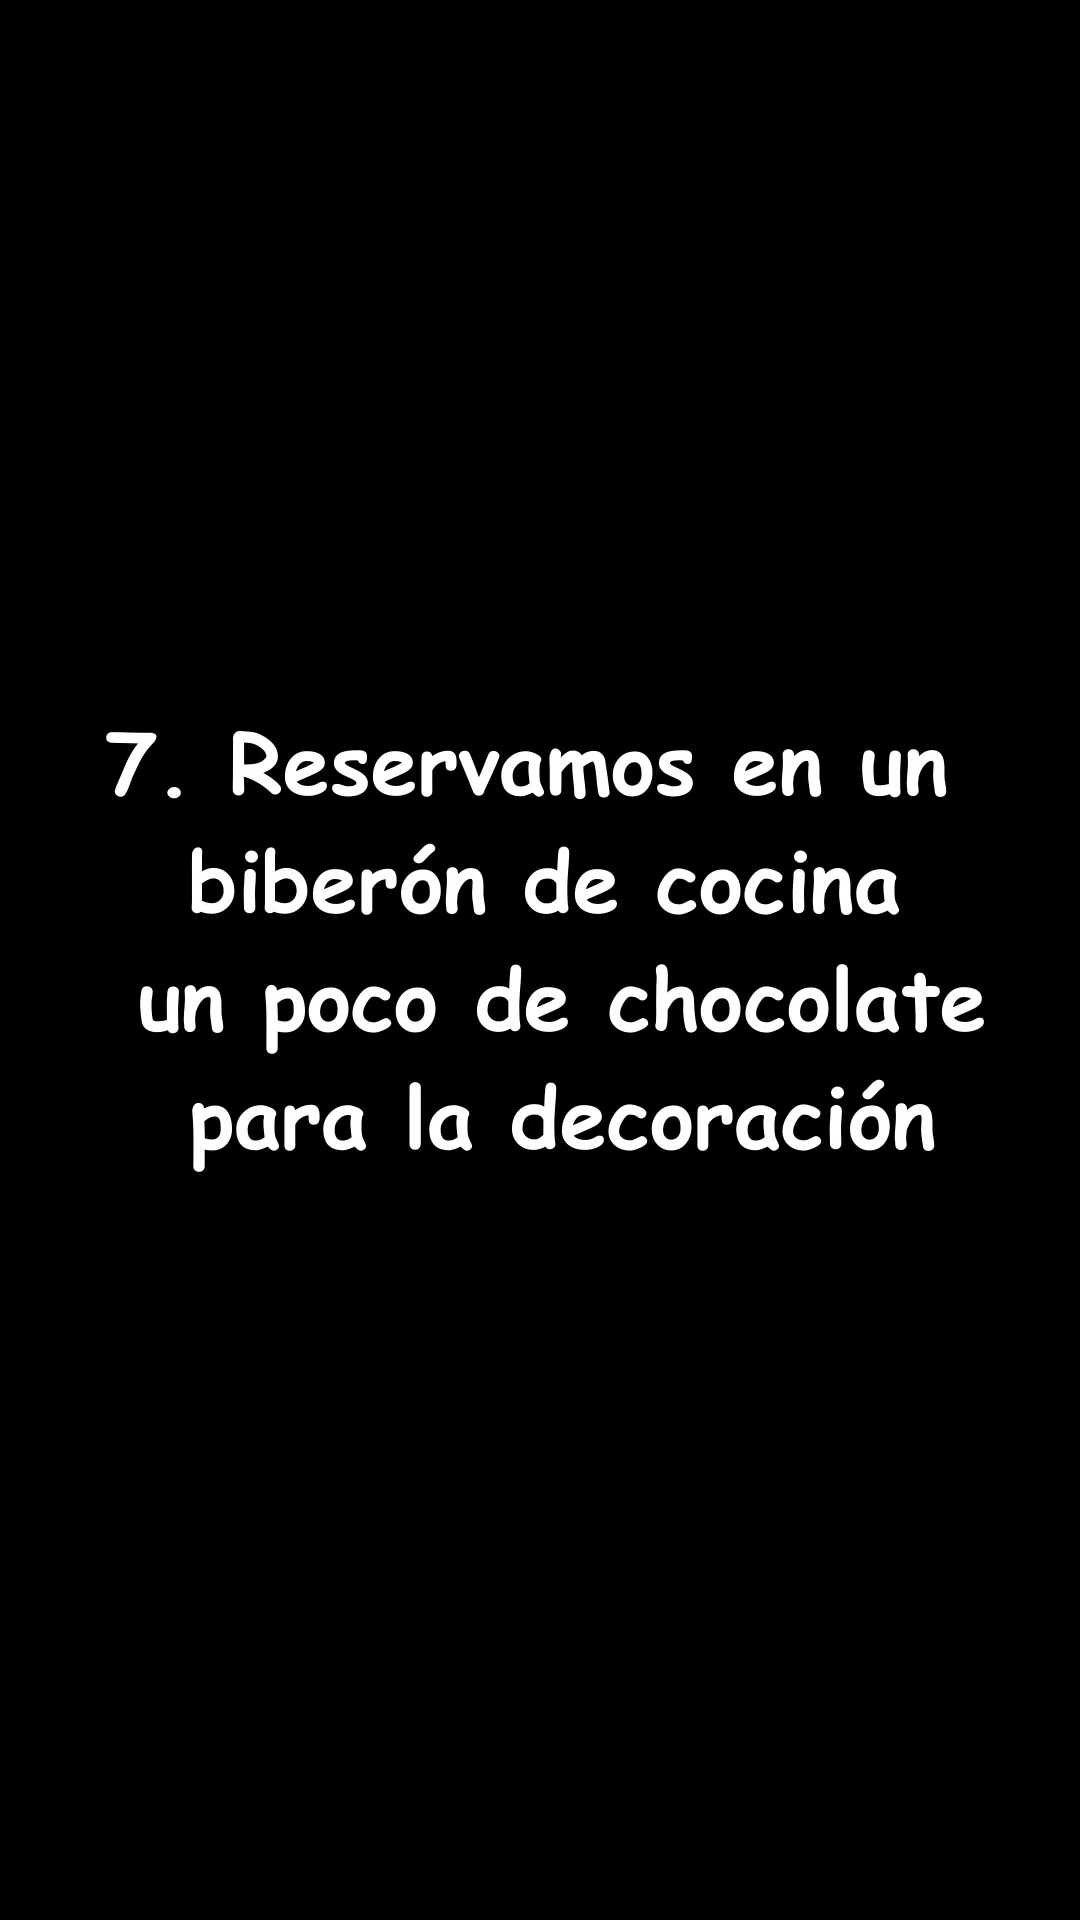 7. Reservamos en un
biberón de cocina
un poco de chocolate
para la decoración